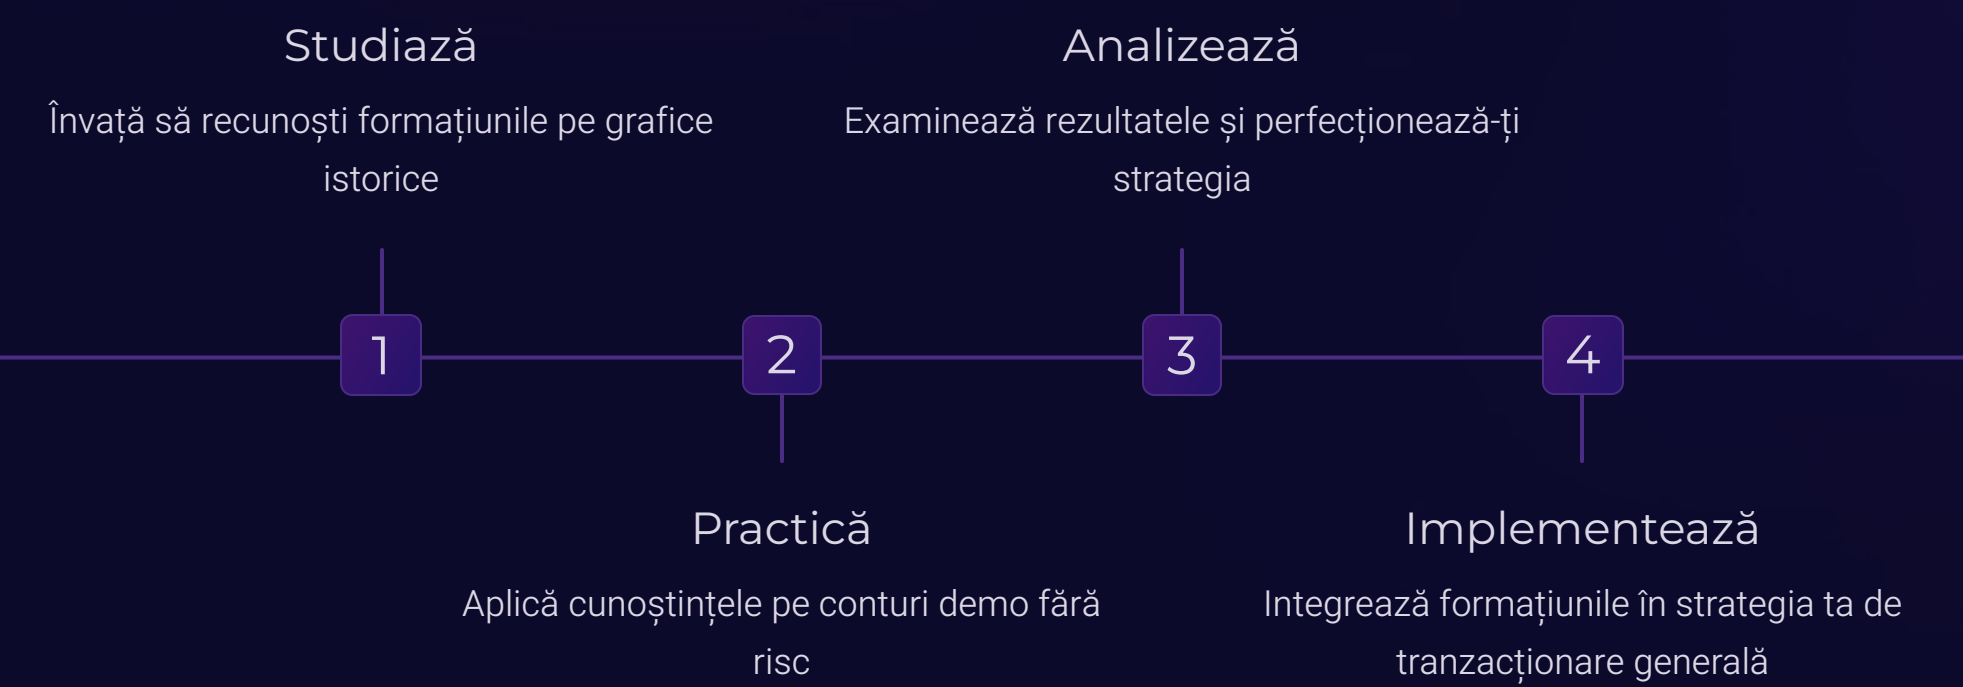 Studiază
Învață să recunoști formațiunile pe grafice
istorice
1
2
Practică
Aplică cunoștințele pe conturi demo fără
risc
Analizează
Examinează rezultatele și perfecționează-ți
strategia
3
4
Implementează
Integrează formațiunile în strategia ta de
tranzacționare generală